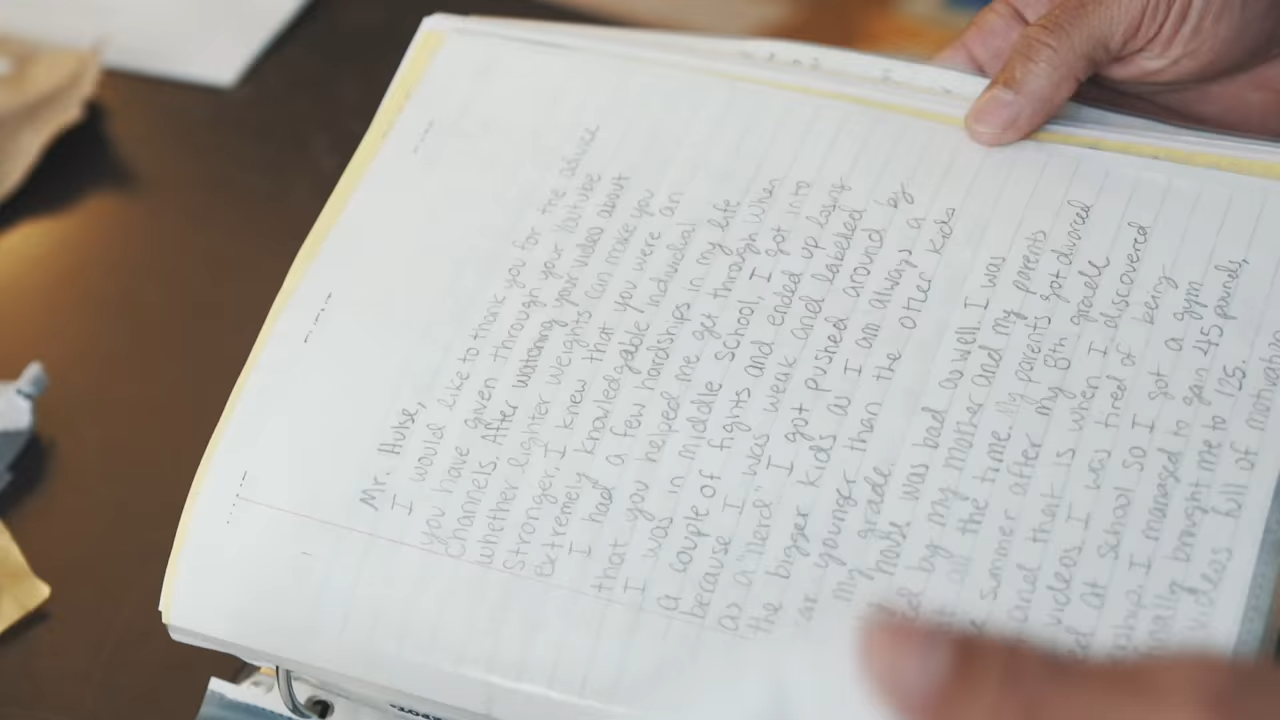 Mr. Hulse,
I would like to thank you for the advice
you have given through your YouTube
Channels. After watching your video about
whether lighter weights can make you
Stronger, I knew that you were an
extremely knowledgable individual
I had a few hardships in my life
that you helped me get through. When
I was in middle school, I got into
a couple of fights and ended up losing
because I was weak and labelled
as a "nerd" I got pushed around by
the bigger kids as I am always a
younger than the other kids
my grade.
was bad as well. I was
by my mother and my parents
all the time. My parents got divorced
summer after my 8th grade
and that is when I discovered
videos. I was tired of being
at school so I got a gym
I managed to gain 45 pounds,
brought me to 125.
videos full of motivation